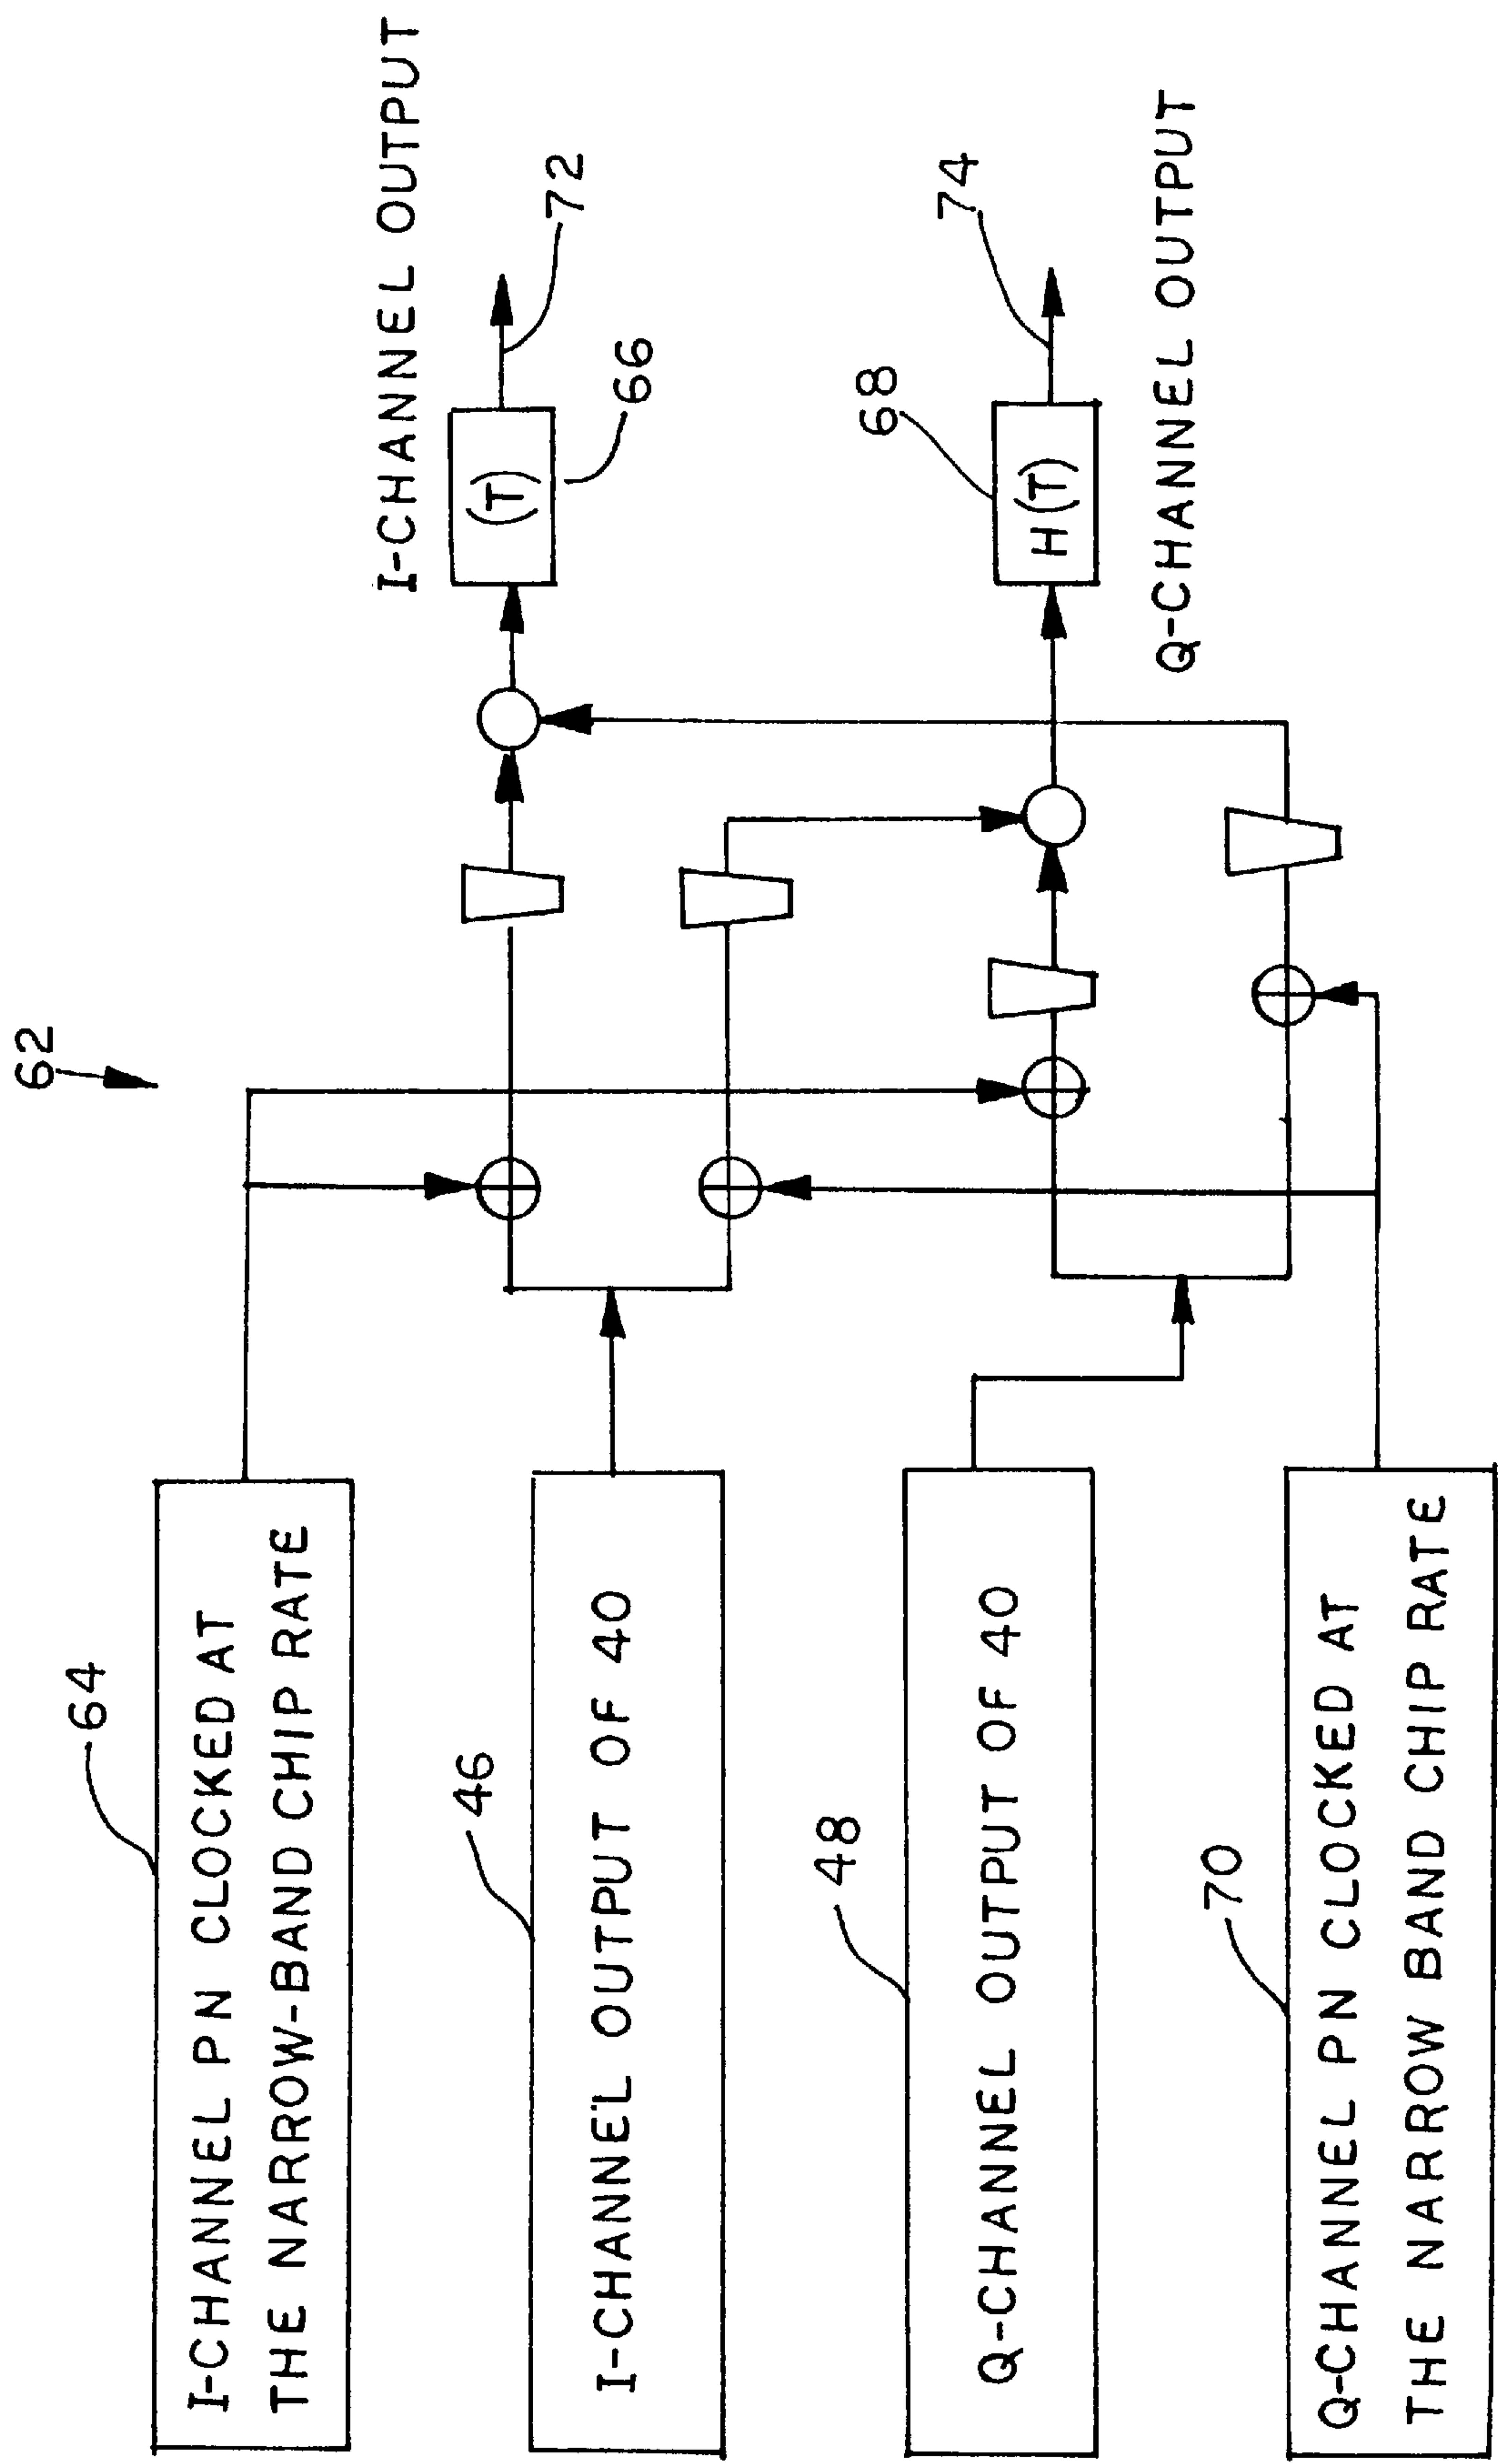 62
64
I-CHANNEL PN CLOCKED AT
THE NARROW-BAND CHIP RATE
46
I-CHANNEL OUTPUT OF 40
48
Q-CHANNEL OUTPUT OF 40
70
Q-CHANNEL PN CLOCKED AT
THE NARROW BAND CHIP RATE
I-CHANNEL OUTPUT
72
(T)
66
74
68
H(T)
Q-CHANNEL OUTPUT